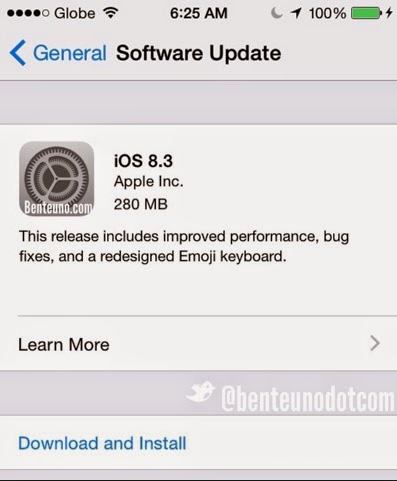 Globe 6:25 AM 100%
General Software Update
iOS 8.3
Apple Inc.
Benteuno.com
280 MB
This release includes improved performance, bug
fixes, and a redesigned Emoji keyboard.
Learn More
@benteunodotcom
Download and Install